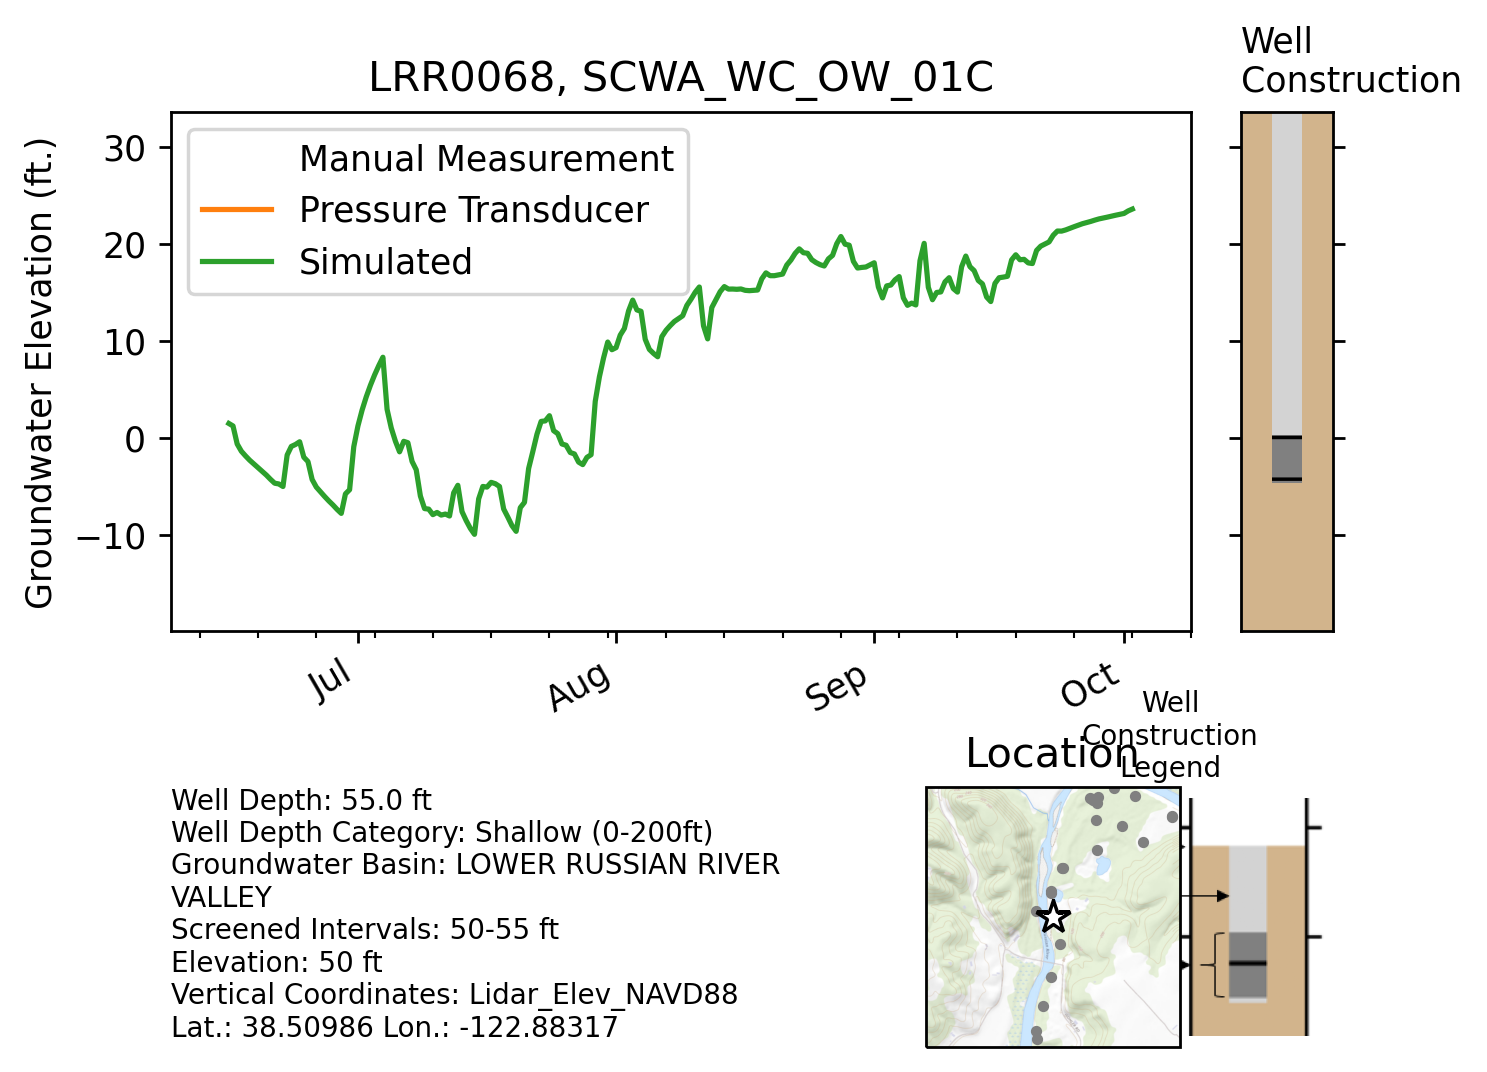 Well
Construction
LRR0068, SCWA_WC_OW_01C
Groundwater Elevation (ft.)
30
20
10
0
−10
Manual Measurement
Pressure Transducer
Simulated
Jul
Aug
Sep
Oct
Well
Construction
Legend
Location
Well Depth: 55.0 ft
Well Depth Category: Shallow (0-200ft)
Groundwater Basin: LOWER RUSSIAN RIVER
VALLEY
Screened Intervals: 50-55 ft
Elevation: 50 ft
Vertical Coordinates: Lidar_Elev_NAVD88
Lat.: 38.50986 Lon.: -122.88317